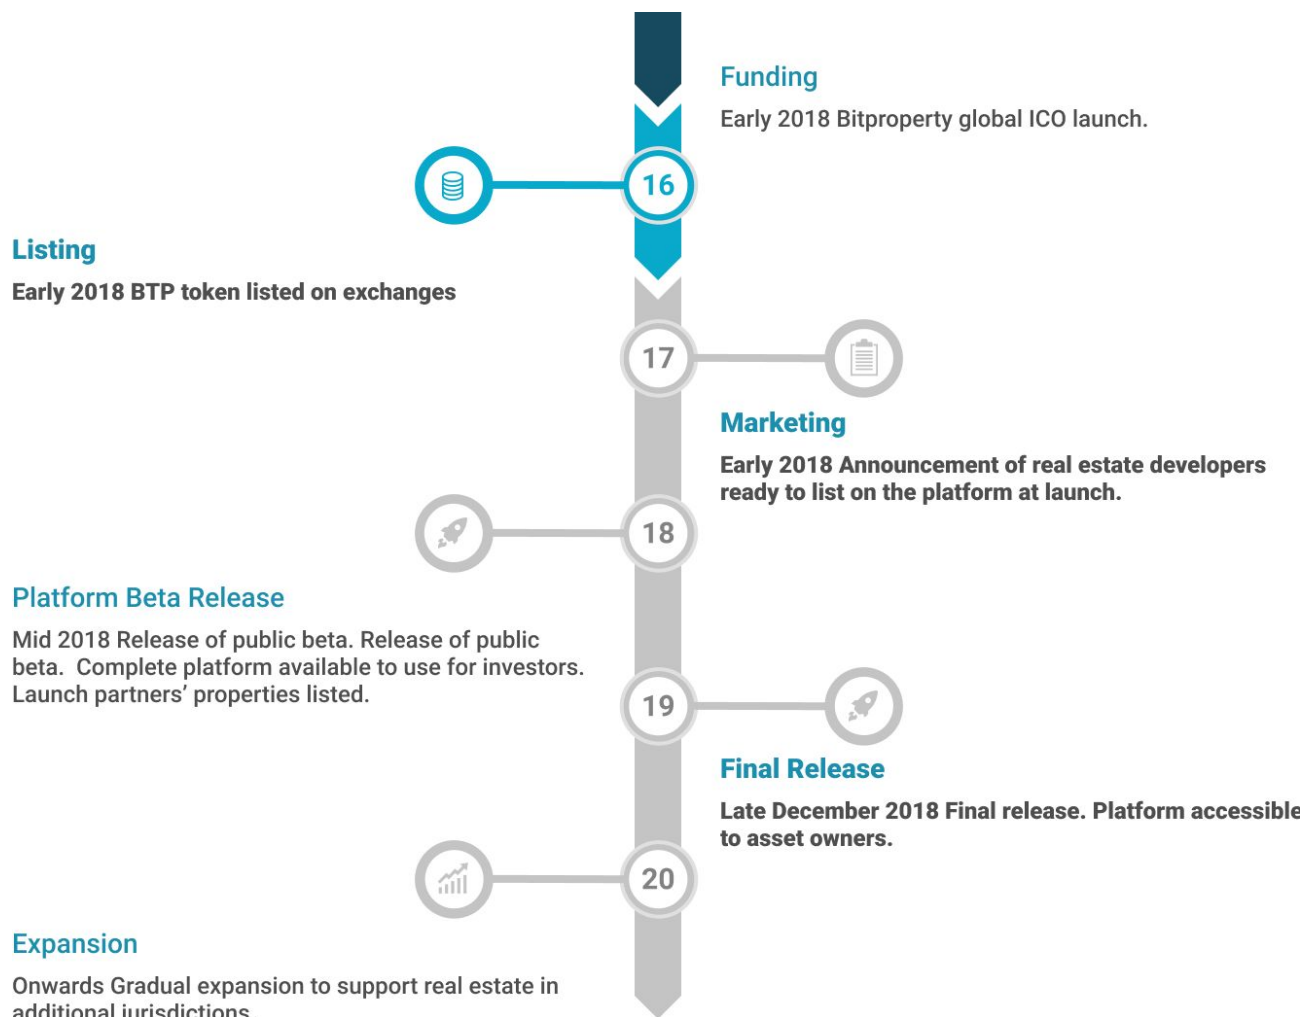 Funding
Early 2018 Bitproperty global ICO launch.
16
Listing
Early 2018 BTP token listed on exchanges
17
Marketing
Early 2018 Announcement of real estate developers
ready to list on the platform at launch.
18
Platform Beta Release
Mid 2018 Release of public beta. Release of public
beta.  Complete platform available to use for investors.
Launch partners’ properties listed.
19
Final Release
Late December 2018 Final release. Platform accessible
to asset owners.
20
Expansion
Onwards Gradual expansion to support real estate in
additional jurisdictions